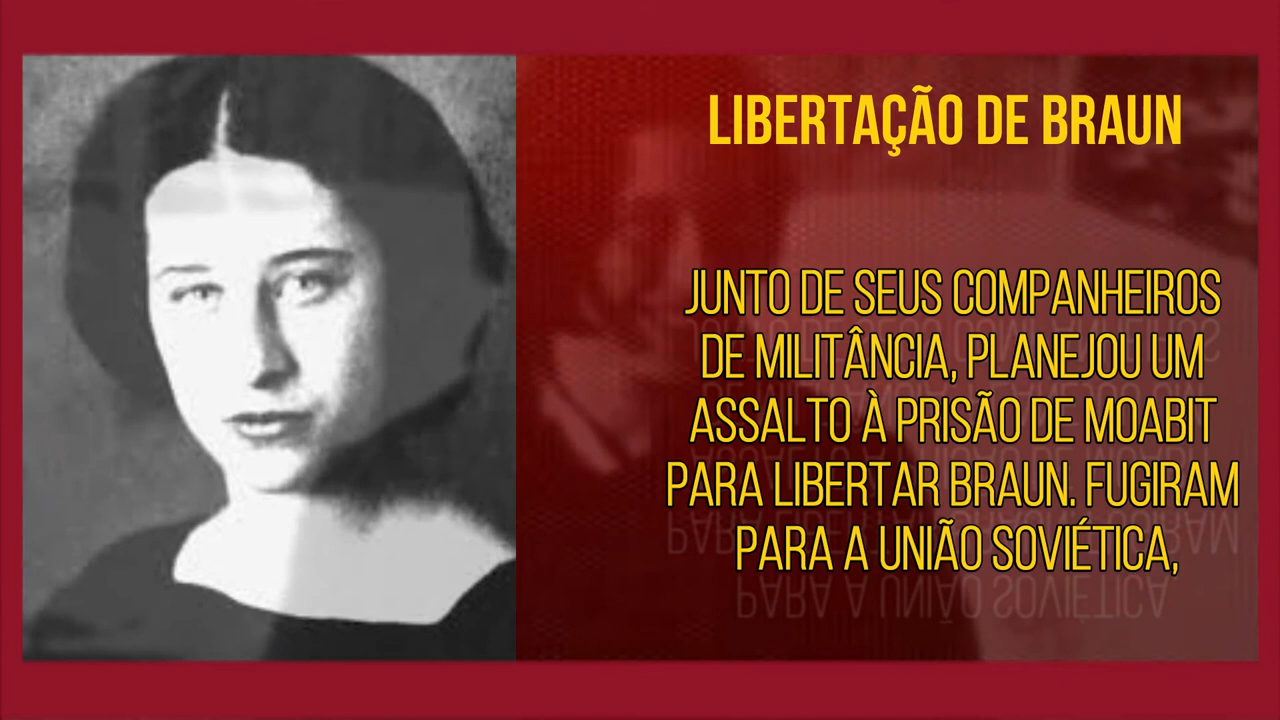 LIBERTAÇÃO DE BRAUN
JUNTO DE SEUS COMPANHEIROS
DE MILITÂNCIA, PLANEJOU UM
ASSALTO À PRISÃO DE MOABIT
PARA LIBERTAR BRAUN. FUGIRAM
PARA A UNIÃO SOVIÉTICA,